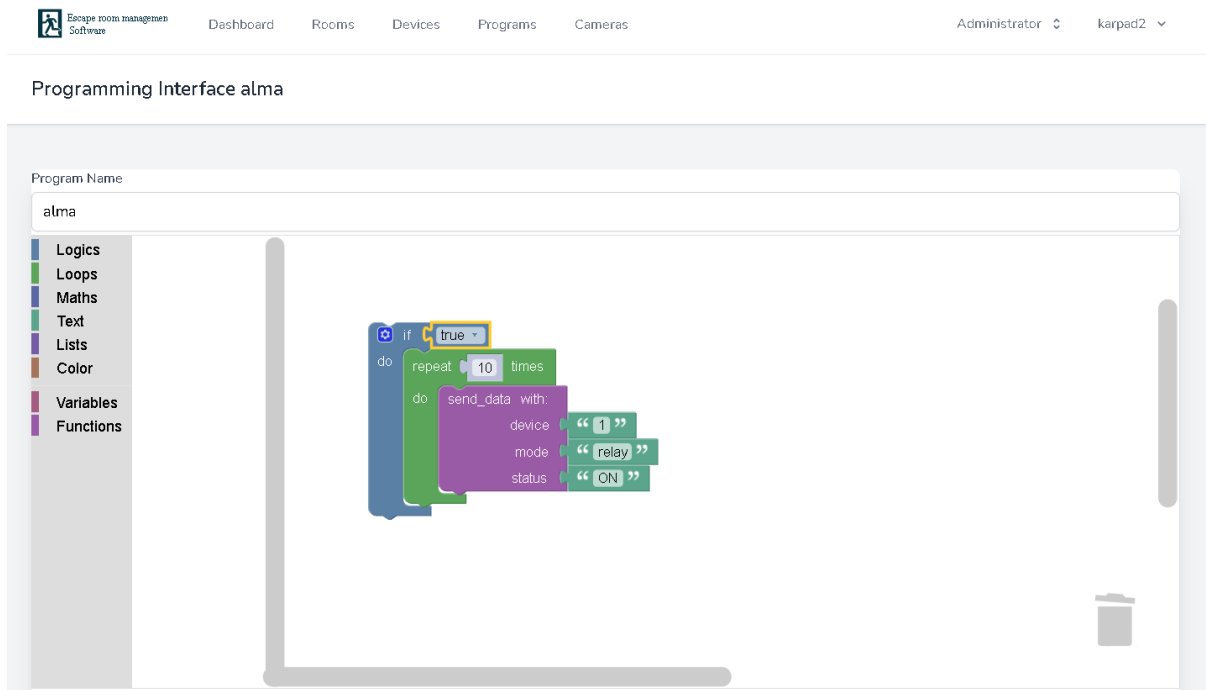 Escape room managemen
Software
Dashboard
Rooms
Devices
Programs
Cameras
Administrator
karpad2
Programming Interface alma
Program Name
alma
Logics
Loops
Maths
Text
Lists
Color
Variables
Functions
if true
do
repeat 10 times
do
send_data with:
device “ 1 ”
mode “ relay ”
status “ ON ”